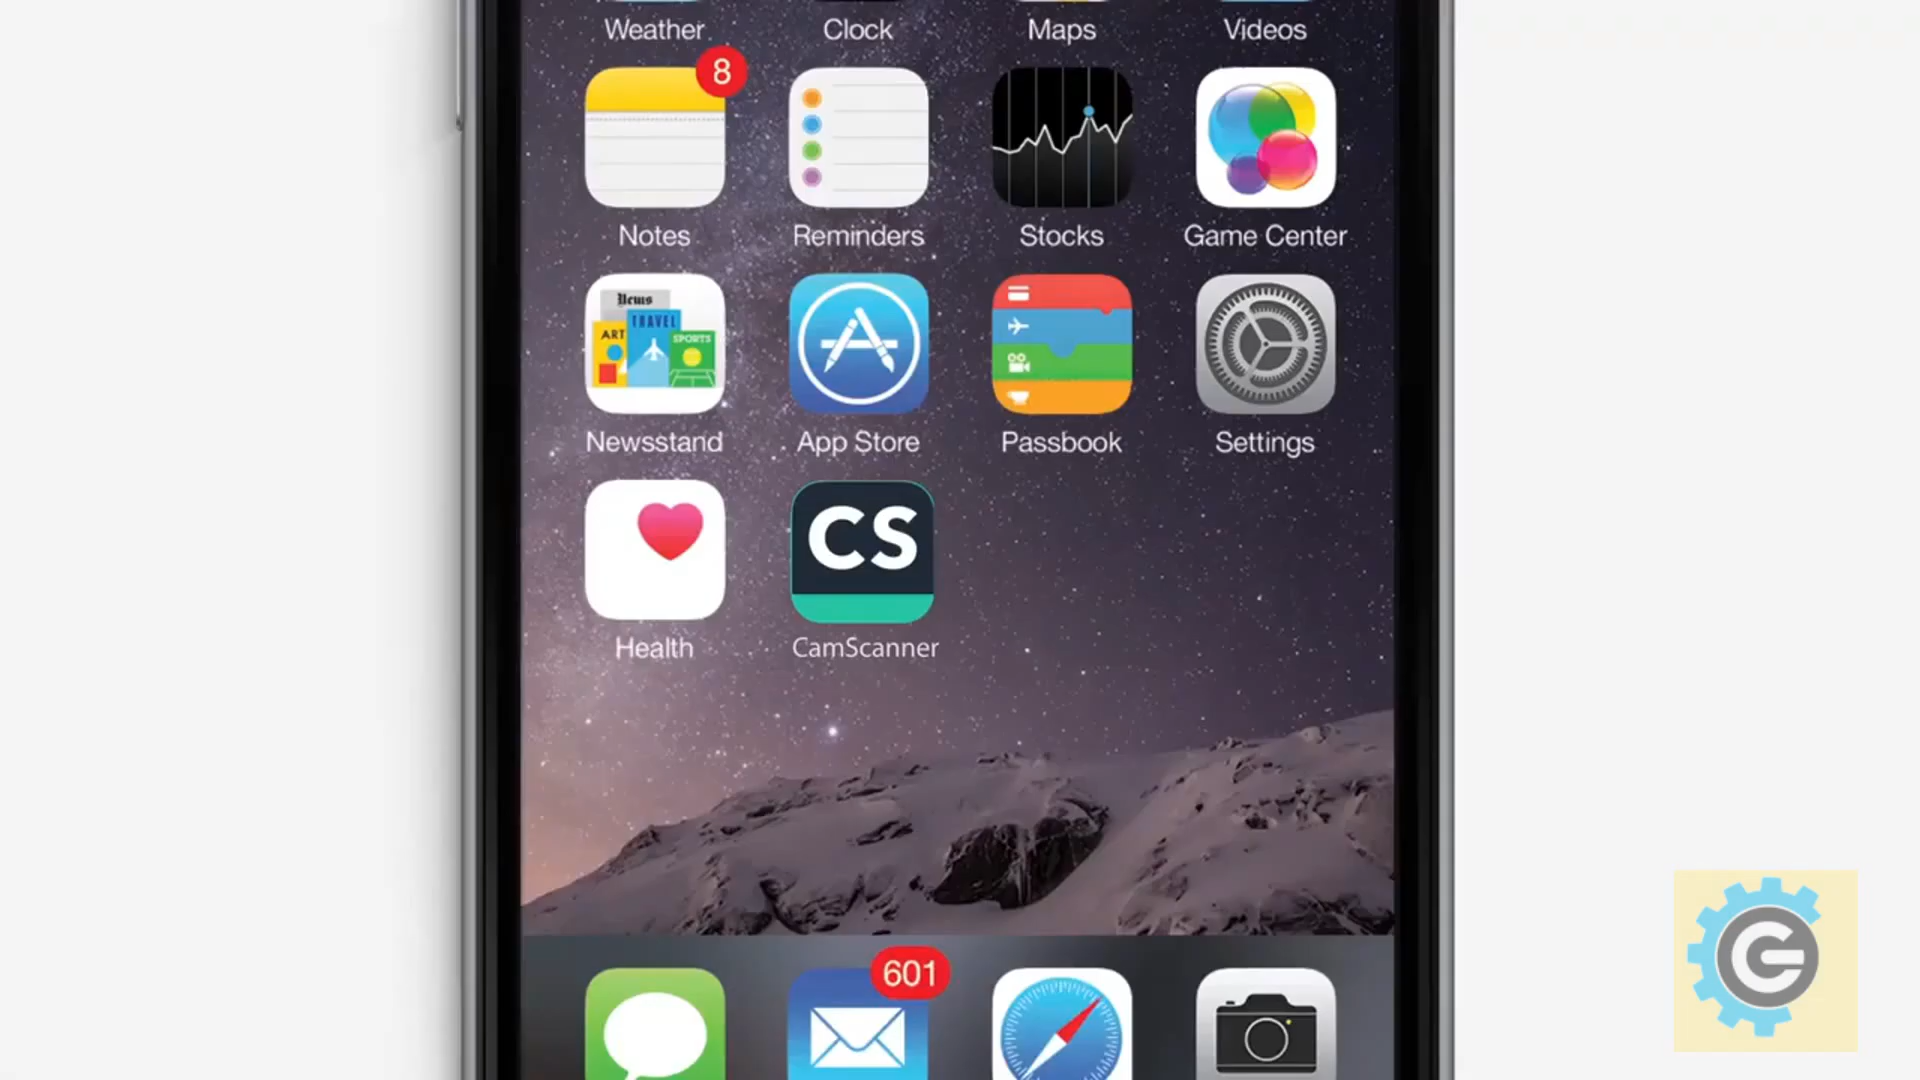 Weather Clock Maps Videos
8
Notes Reminders Stocks Game Center
News
TRAVEL
ART
SPORTS
Newsstand App Store Passbook Settings
CS
Health CamScanner
601
G